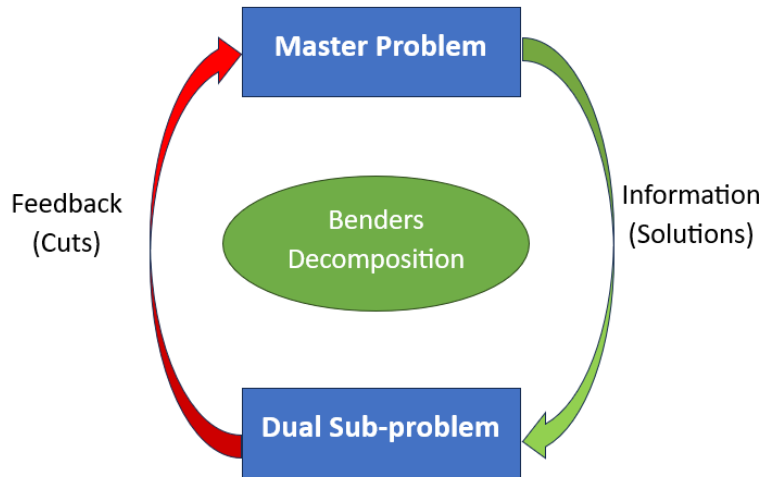 Master Problem
Feedback
(Cuts)
Benders
Decomposition
Information
(Solutions)
Dual Sub-problem